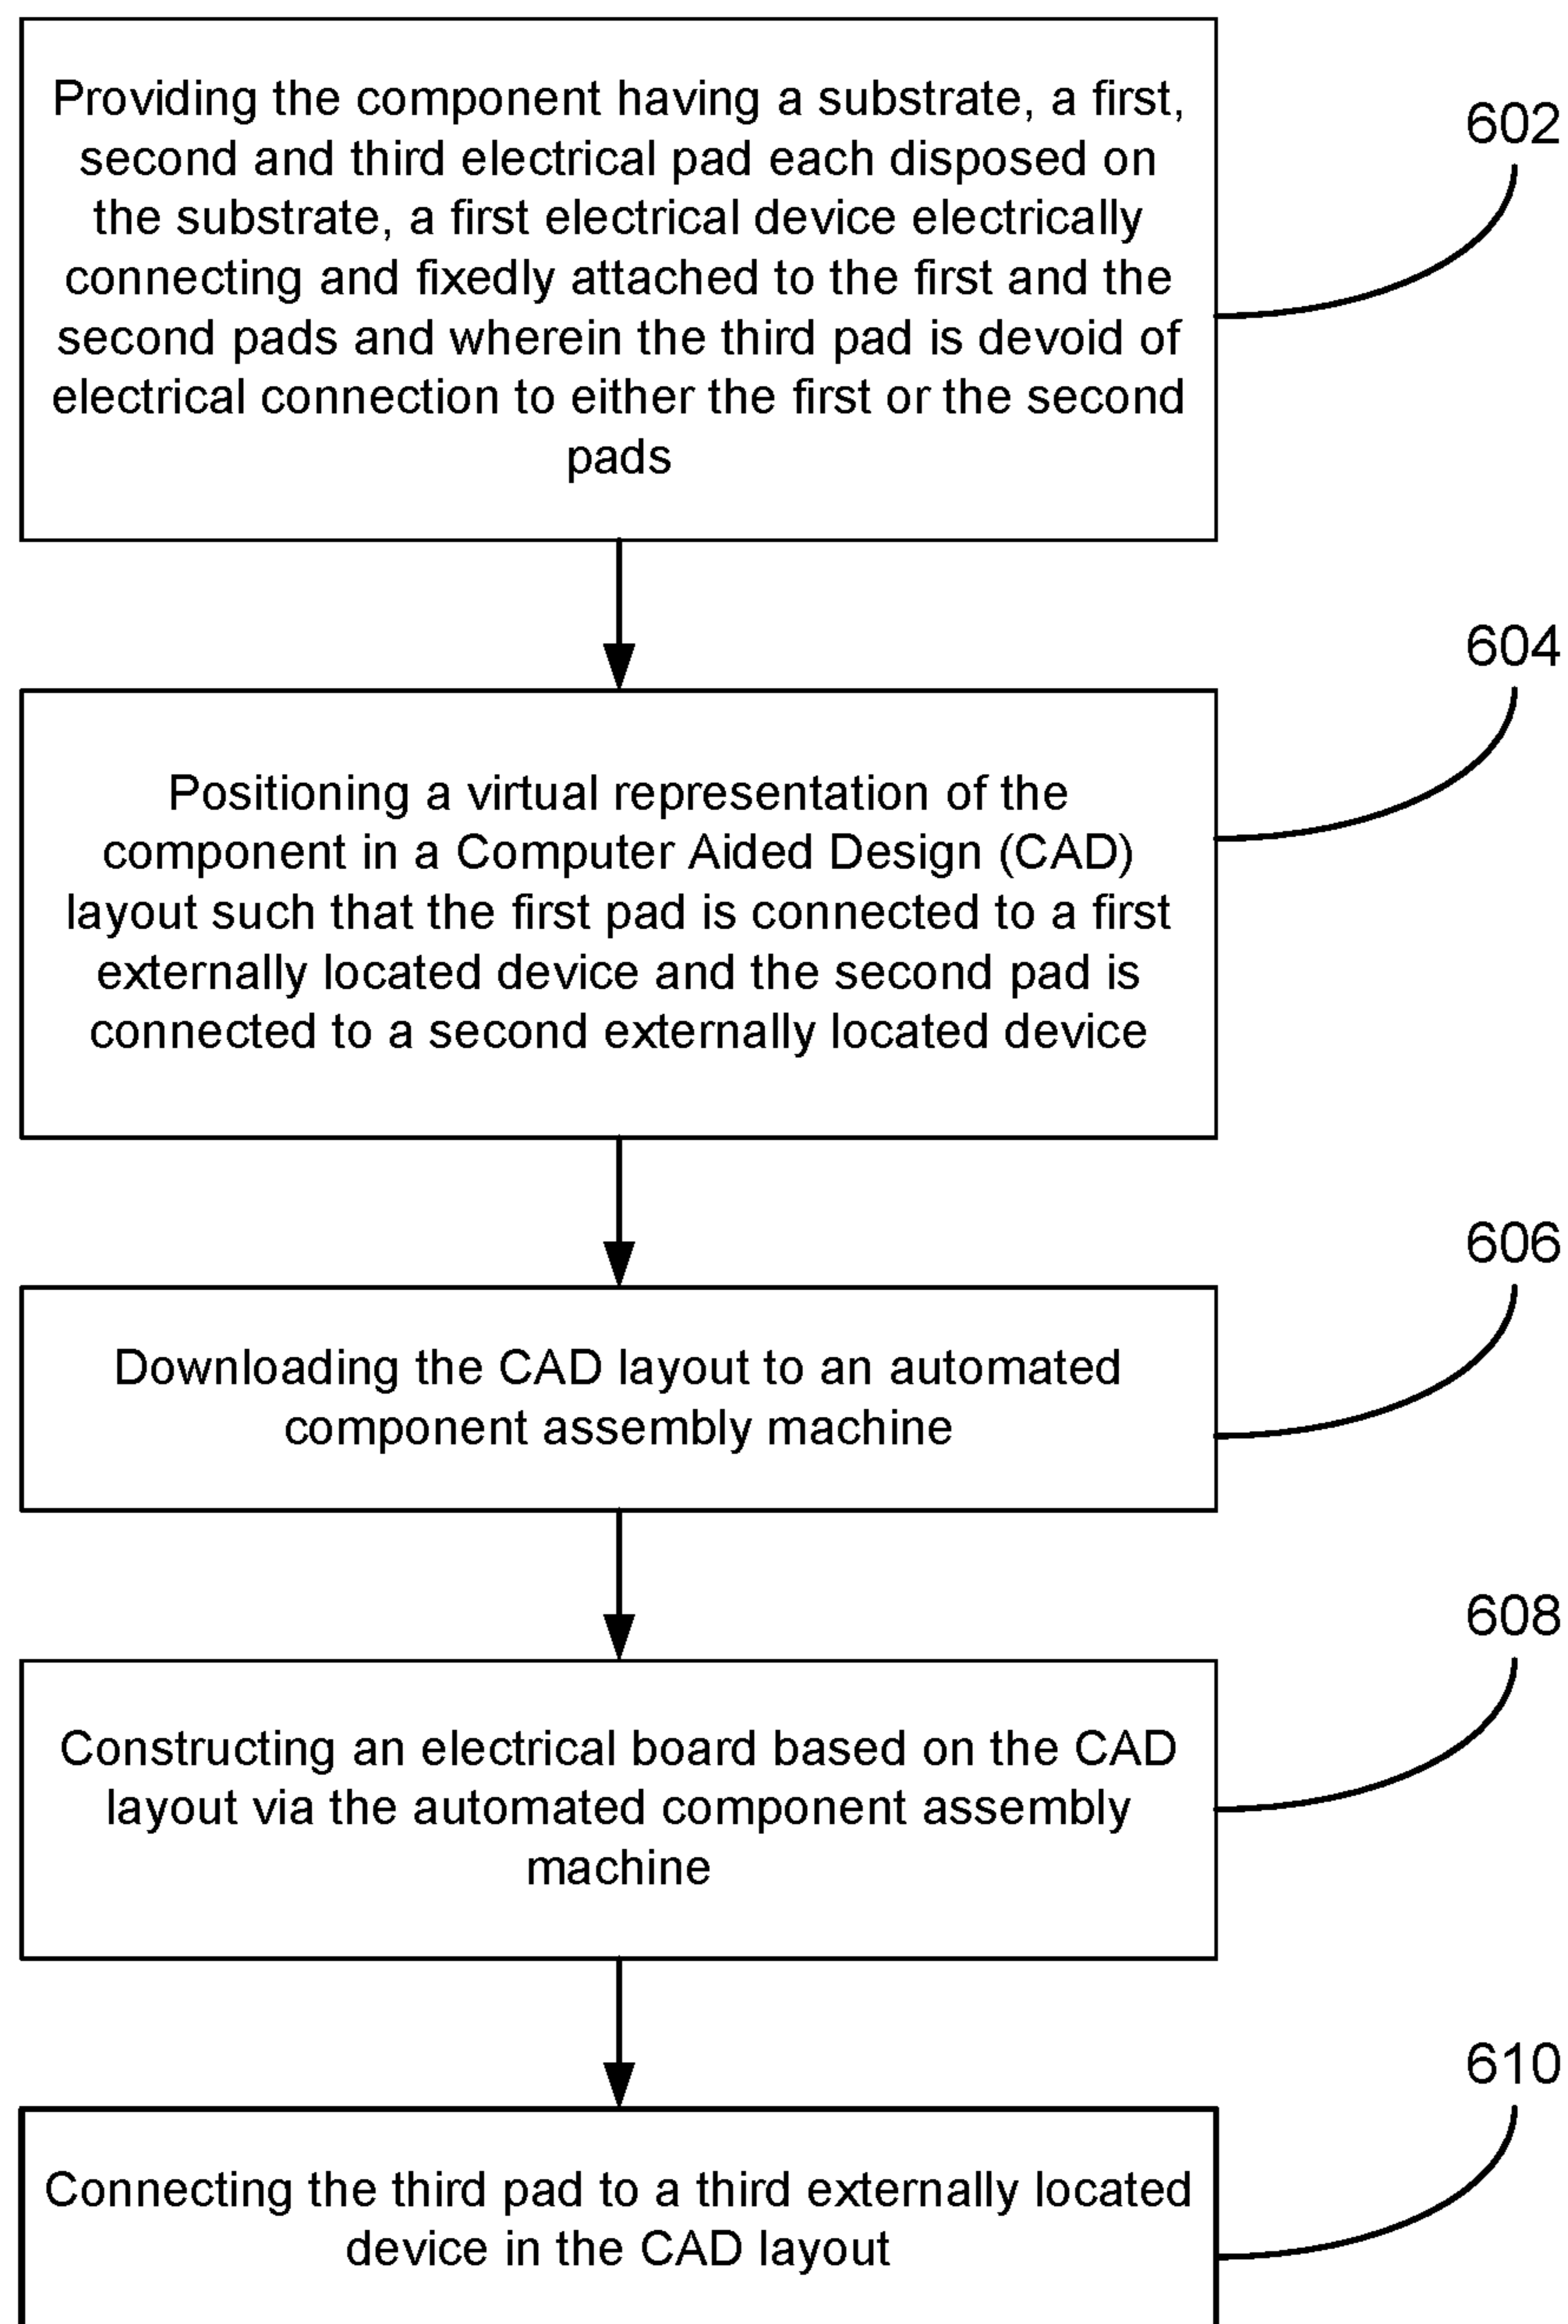 Providing the component having a substrate, a first,
second and third electrical pad each disposed on
the substrate, a first electrical device electrically
connecting and fixedly attached to the first and the
second pads and wherein the third pad is devoid of
electrical connection to either the first or the second
pads
602
Positioning a virtual representation of the
component in a Computer Aided Design (CAD)
layout such that the first pad is connected to a first
externally located device and the second pad is
connected to a second externally located device
604
Downloading the CAD layout to an automated
component assembly machine
606
Constructing an electrical board based on the CAD
layout via the automated component assembly
machine
608
Connecting the third pad to a third externally located
device in the CAD layout
610